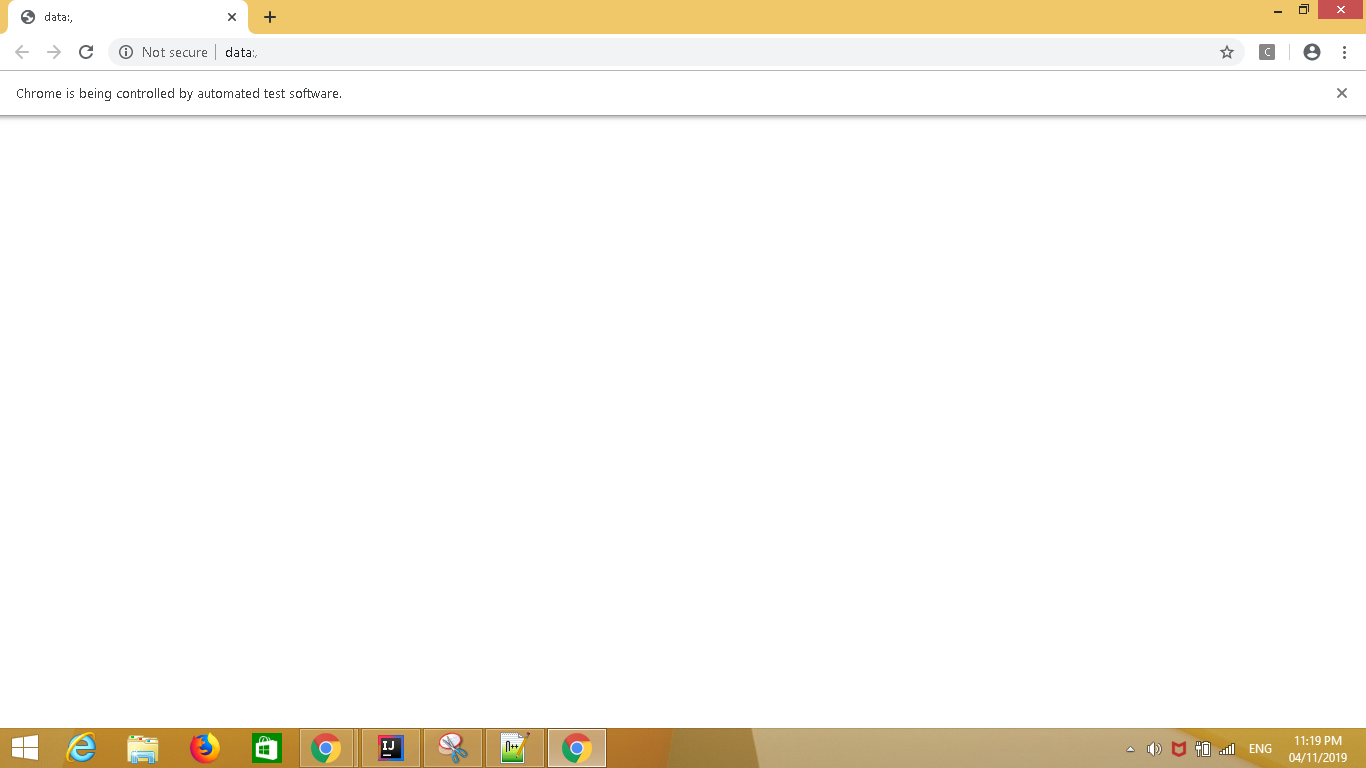 data:,
Not secure | data:,
C
Chrome is being controlled by automated test software.
IJ
n++
ENG
11:19 PM
04/11/2019